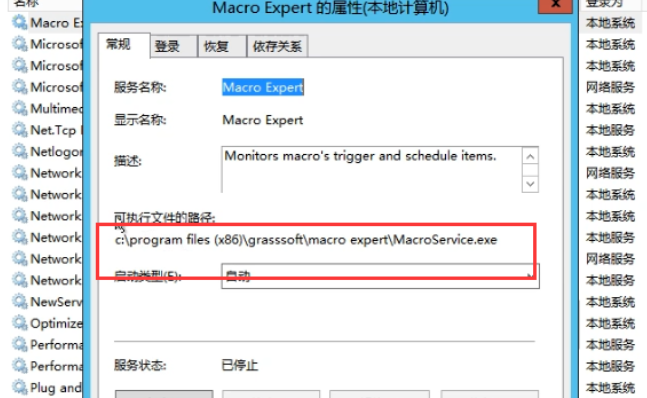 名称
Macro Expert 的属性(本地计算机)
x
登录为
常规
登录
恢复
依存关系
服务名称:
Macro Expert
显示名称:
Macro Expert
描述:
Monitors macro's trigger and schedule items.
可执行文件的路径:
c:\program files (x86)\grasssoft\macro expert\MacroService.exe
启动类型(E):
自动
服务状态:
已停止
Macro Ex
本地系统
Microsof
本地系统
Microsof
本地系统
Microsof
网络服务
Multimed
本地系统
Net.Tcp
本地服务
Netlogon
本地系统
Network
网络服务
Network
本地系统
Network
本地系统
Network
本地服务
Network
网络服务
Network
本地服务
NewServ
本地系统
Optimize
本地系统
Performa
本地服务
Performa
本地服务
Plug and
本地系统